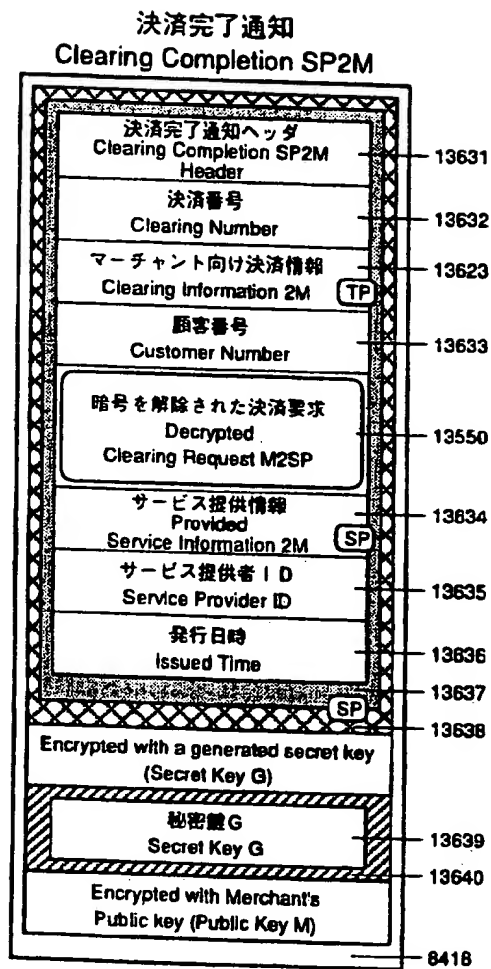 決済完了通知
Clearing Completion SP2M
決済完了通知ヘッダ
Clearing Completion SP2M
Header
13631
決済番号
Clearing Number
13632
マーチャント向け決済情報
Clearing Information 2M
TP
13623
顧客番号
Customer Number
13633
暗号を解除された決済要求
Decrypted
Clearing Request M2SP
13550
サービス提供情報
Provided
Service Information 2M
SP
13634
サービス提供者ID
Service Provider ID
13635
発行日時
Issued Time
13636
13637
SP
13638
Encrypted with a generated secret key
(Secret Key G)
秘密鍵G
Secret Key G
13639
13640
Encrypted with Merchant's
Public key (Public Key M)
8418